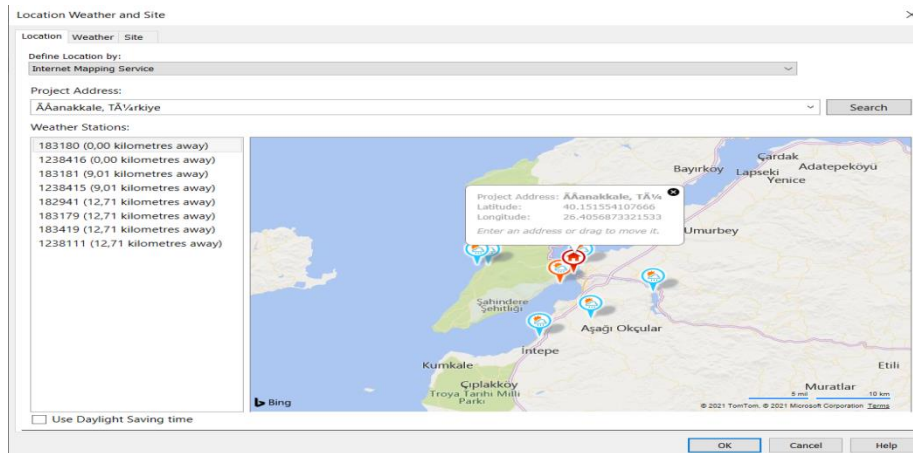 Location Weather and Site
Location Weather Site
Define Location by:
Internet Mapping Service
Project Address:
ÄÂanakkale, TÃ¼rkiye
Search
Weather Stations:
183180 (0,00 kilometres away)
1238416 (0,00 kilometres away)
183181 (9,01 kilometres away)
1238415 (9,01 kilometres away)
182941 (12,71 kilometres away)
183179 (12,71 kilometres away)
183419 (12,71 kilometres away)
1238111 (12,71 kilometres away)
Çardak
Bayırköy Lapseki Adatepeköyü
Yenice
Project Address: ÄÂanakkale, TÃ¼
Latitude: 40.151554107666
Longitude: 26.4056873321533
Enter an address or drag to move it.
Umurbey
Şahindere
Şehitliği
Aşağı Okçular
İntepe
Kumkale
Etili
Çıplakköy
Troya Tarihi Milli
Parkı
Muratlar
5 mil 10 km
Bing
© 2021 TomTom, © 2021 Microsoft Corporation Terms
Use Daylight Saving time
OK Cancel Help